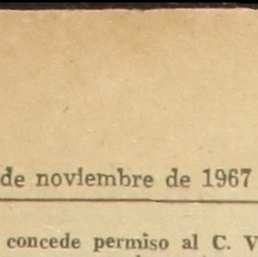 de noviembre de 1967
concede permiso al C. V